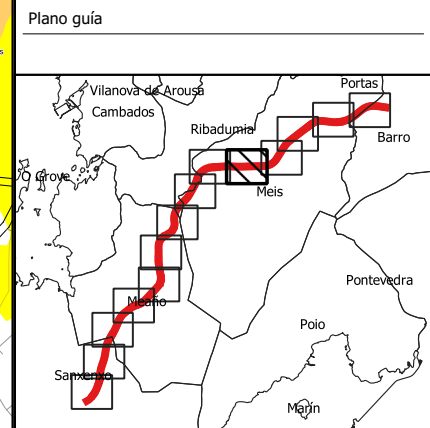 Plano guía
Portas
Vilanova de Arousa
Cambados
Ribadumia
Barro
O Grove
Meis
Pontevedra
Meaño
Poio
Sanxenxo
Marín